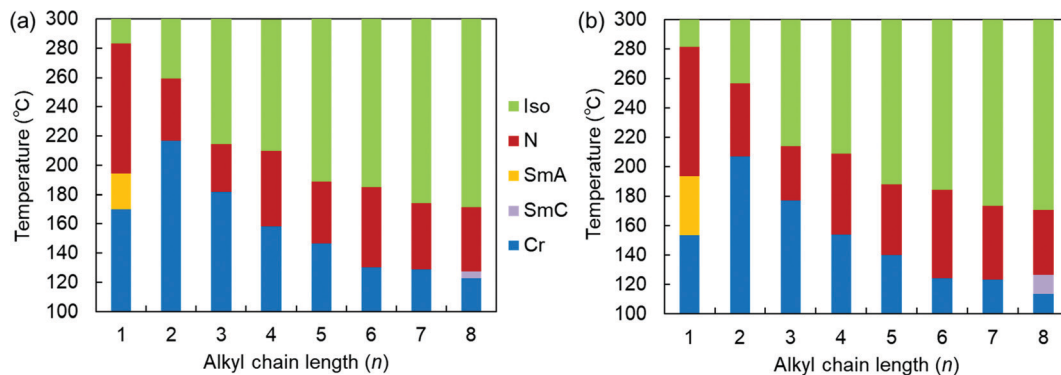 (a)
300
280
260
240
220
200
180
160
140
120
100
Temperature (°C)
1 2 3 4 5 6 7 8
Alkyl chain length (n)
Iso
N
SmA
SmC
Cr
(b)
300
280
260
240
220
200
180
160
140
120
100
Temperature (°C)
1 2 3 4 5 6 7 8
Alkyl chain length (n)